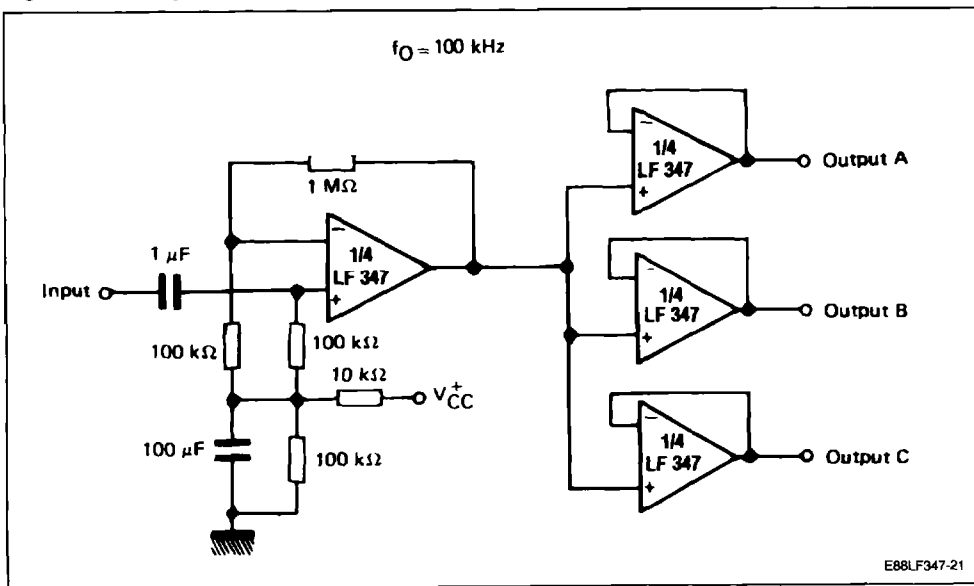 fO = 100 kHz
1/4
LF 347
Output A
1 MΩ
1 μF
1/4
LF 347
Input
1/4
LF 347
Output B
100 kΩ
100 kΩ
10 kΩ
V+CC
100 μF
100 kΩ
1/4
LF 347
Output C
E88LF347-21